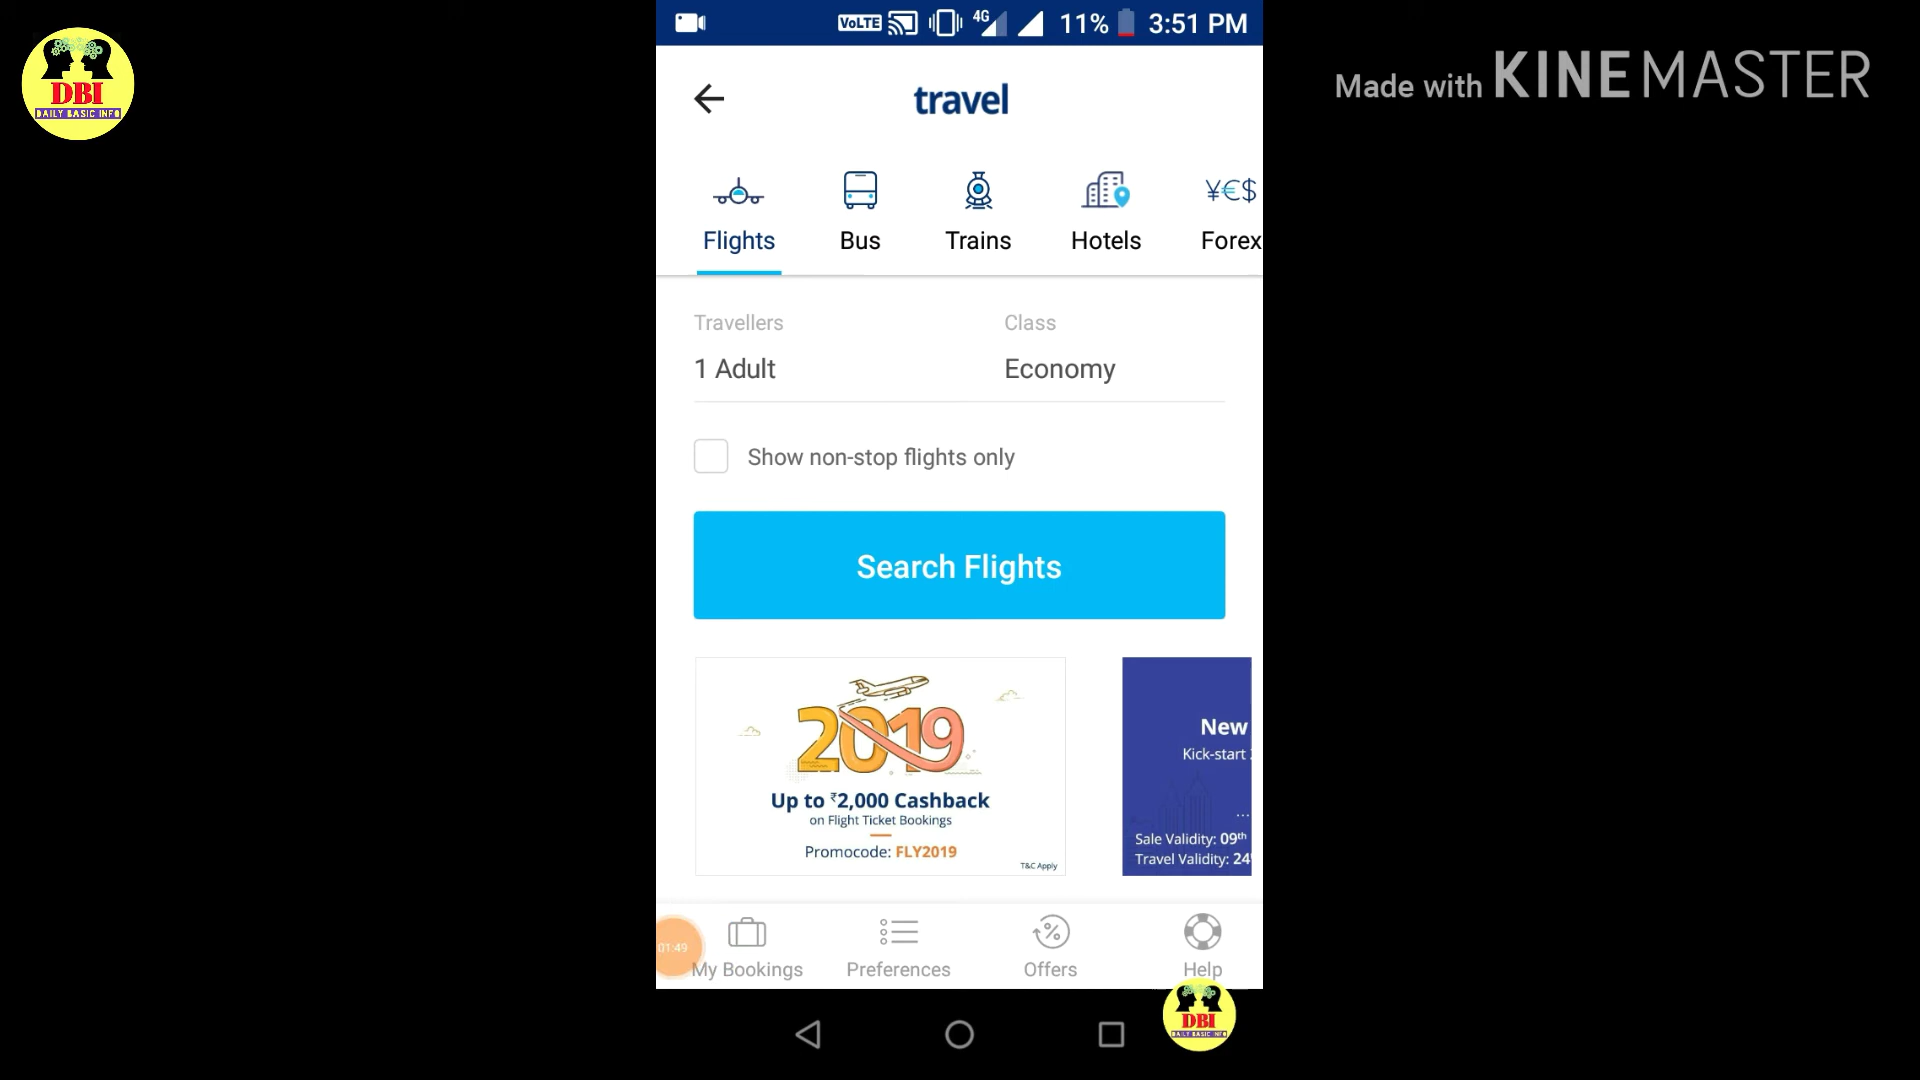 DBI
DAILY BASIC INFO
Made with KINEMASTER
VoLTE 4G 11% 3:51 PM
travel
¥€$
Flights Bus Trains Hotels Forex
Travellers Class
1 Adult Economy
Show non-stop flights only
Search Flights
2019
Up to ₹2,000 Cashback
on Flight Ticket Bookings
Promocode: FLY2019
T&C Apply
New
Kick-start
...
Sale Validity: 09th
Travel Validity: 24
01:49
My Bookings Preferences Offers Help
DBI
DAILY BASIC INFO